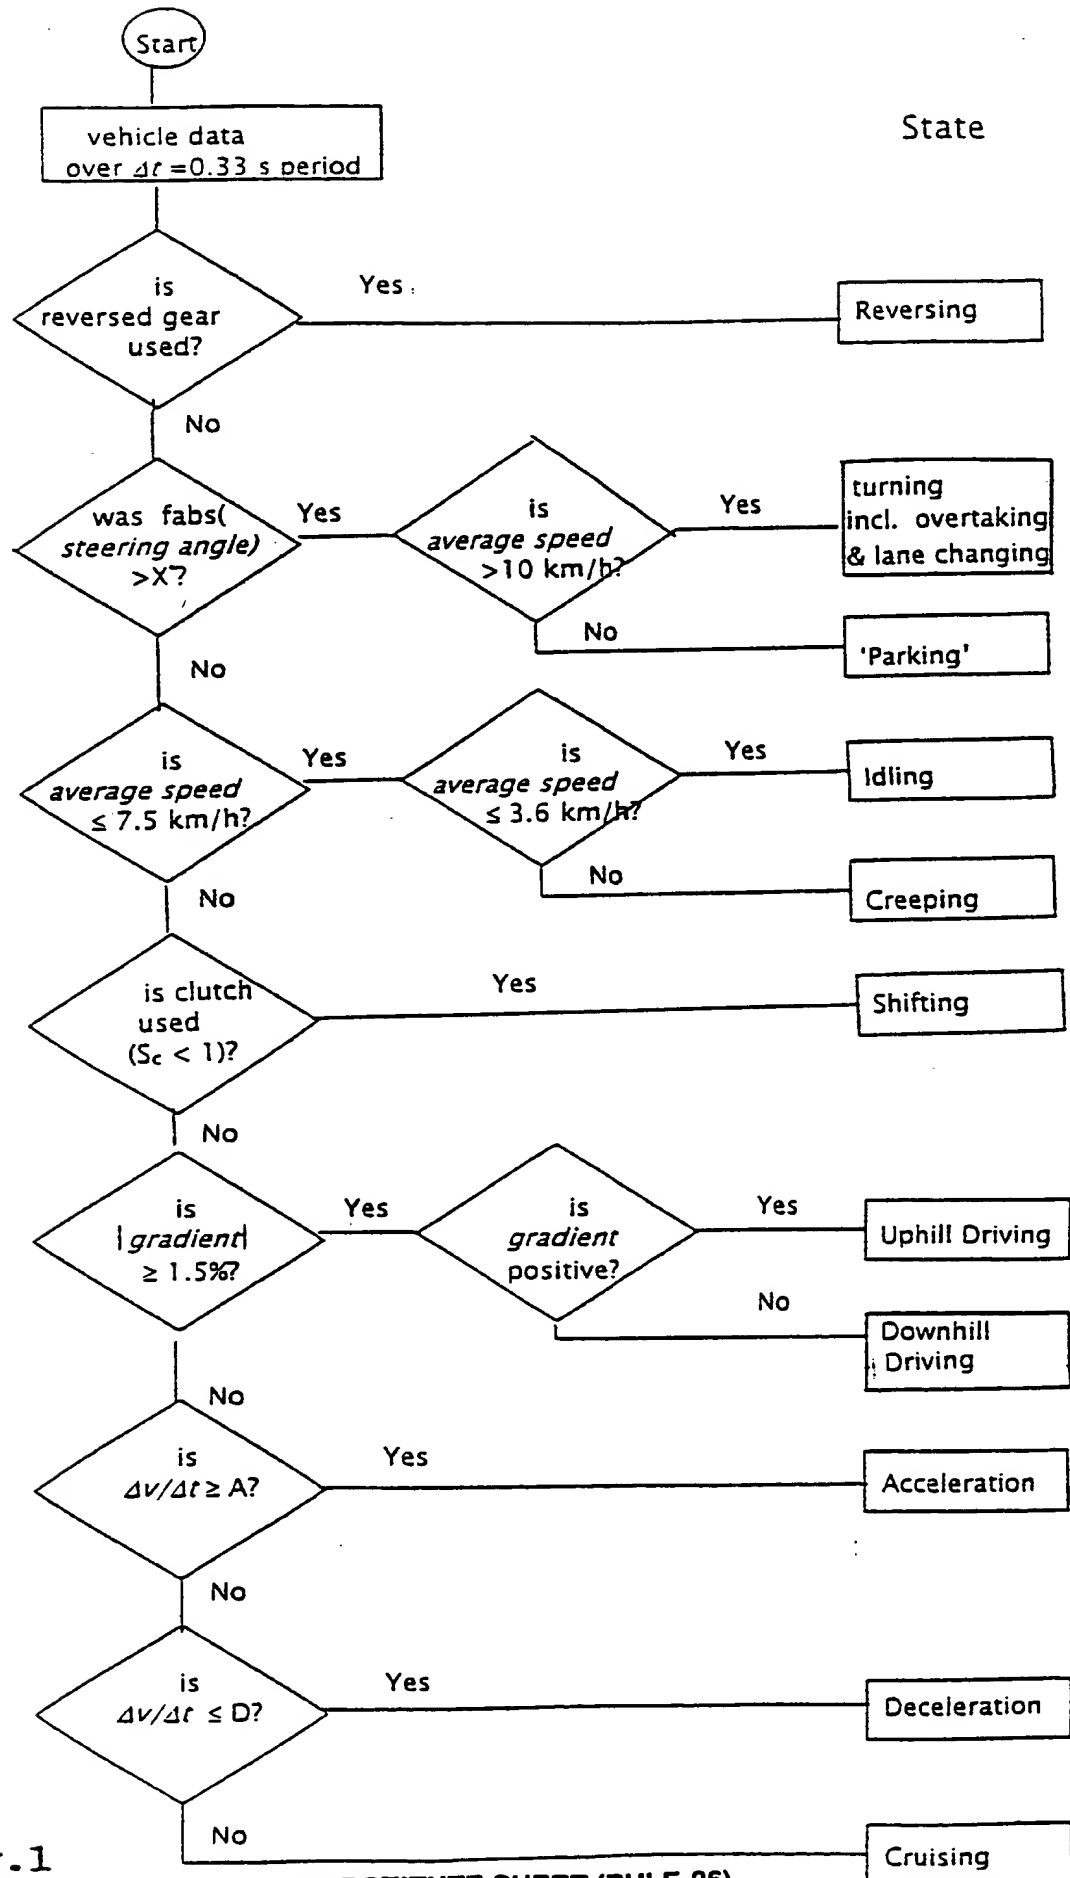 Start
vehicle data
over Δt =0.33 s period
State
is
reversed gear
used?
Yes
Reversing
No
was fabs(
steering angle)
>X°?
Yes
is
average speed
>10 km/h?
Yes
turning
incl. overtaking
& lane changing
No
'Parking'
No
is
average speed
≤ 7.5 km/h?
Yes
is
average speed
≤ 3.6 km/h?
Yes
Idling
No
Creeping
No
is clutch
used
(Sc < 1)?
Yes
Shifting
No
is
|gradient|
≥ 1.5%?
Yes
is
gradient
positive?
Yes
Uphill Driving
No
Downhill
Driving
No
is
Δv/Δt ≥ A?
Yes
Acceleration
No
is
Δv/Δt ≤ D?
Yes
Deceleration
No
Cruising
.1
SHEET (RULE 26)